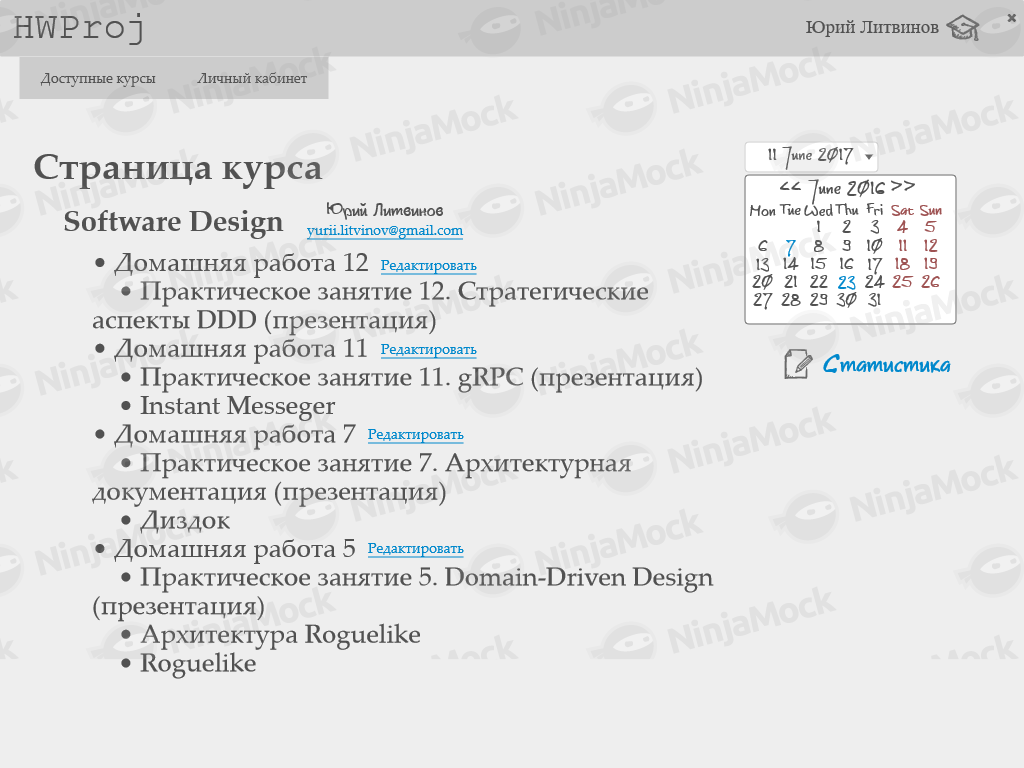 HWProj
Юрий Литвинов
×
Доступные курсы Личный кабинет
Страница курса
Software Design Юрий Литвинов
yurii.litvinov@gmail.com
• Домашняя работа 12 Редактировать
• Практическое занятие 12. Стратегические
аспекты DDD (презентация)
• Домашняя работа 11 Редактировать
• Практическое занятие 11. gRPC (презентация)
• Instant Messeger
• Домашняя работа 7 Редактировать
• Практическое занятие 7. Архитектурная
документация (презентация)
• Диздок
• Домашняя работа 5 Редактировать
• Практическое занятие 5. Domain-Driven Design
(презентация)
• Архитектура Roguelike
• Roguelike
11 June 2017
<< June 2016 >>
Mon Tue Wed Thu Fri Sat Sun
1 2 3 4 5
6 7 8 9 10 11 12
13 14 15 16 17 18 19
20 21 22 23 24 25 26
27 28 29 30 31
Статистика
NinjaMock